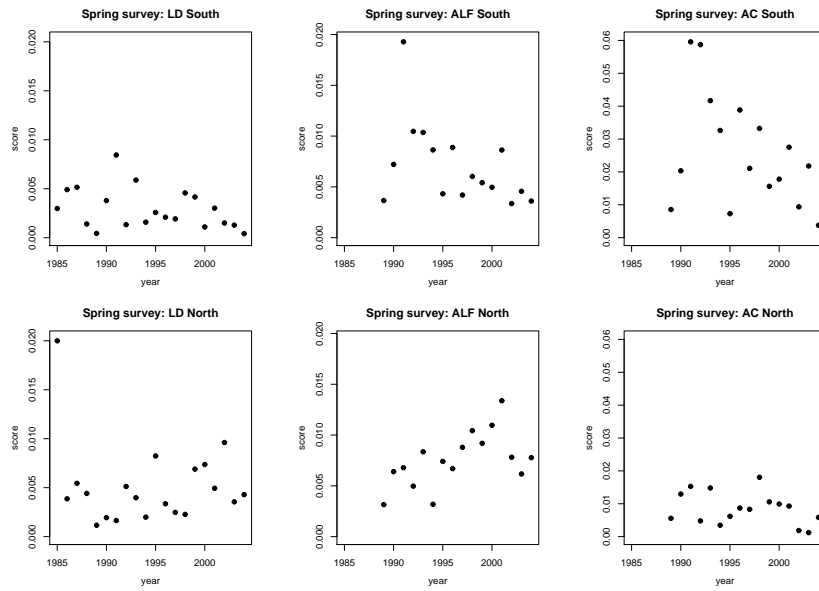 Spring survey: LD South
score
0.000 0.005 0.010 0.015 0.020
1985 1990 1995 2000
year
Spring survey: ALF South
score
0.000 0.005 0.010 0.015 0.020
1985 1990 1995 2000
year
Spring survey: AC South
score
0.00 0.01 0.02 0.03 0.04 0.05 0.06
1985 1990 1995 2000
year
Spring survey: LD North
score
0.000 0.005 0.010 0.015 0.020
1985 1990 1995 2000
year
Spring survey: ALF North
score
0.000 0.005 0.010 0.015 0.020
1985 1990 1995 2000
year
Spring survey: AC North
score
0.00 0.01 0.02 0.03 0.04 0.05 0.06
1985 1990 1995 2000
year